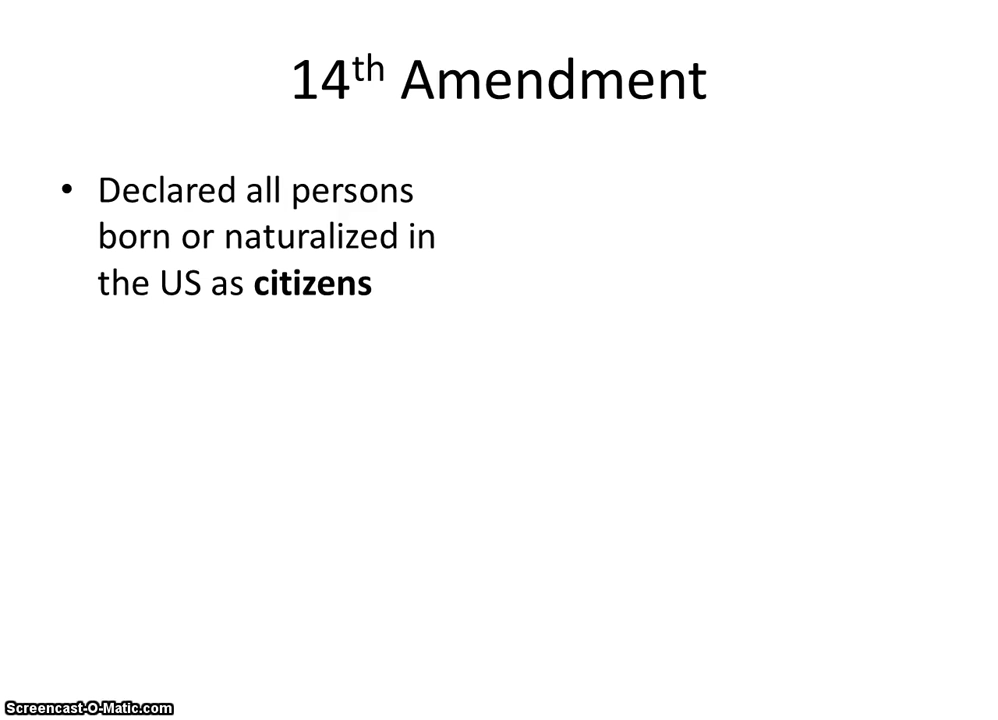 14th Amendment
• Declared all persons
born or naturalized in
the US as citizens
Screencast-O-Matic.com